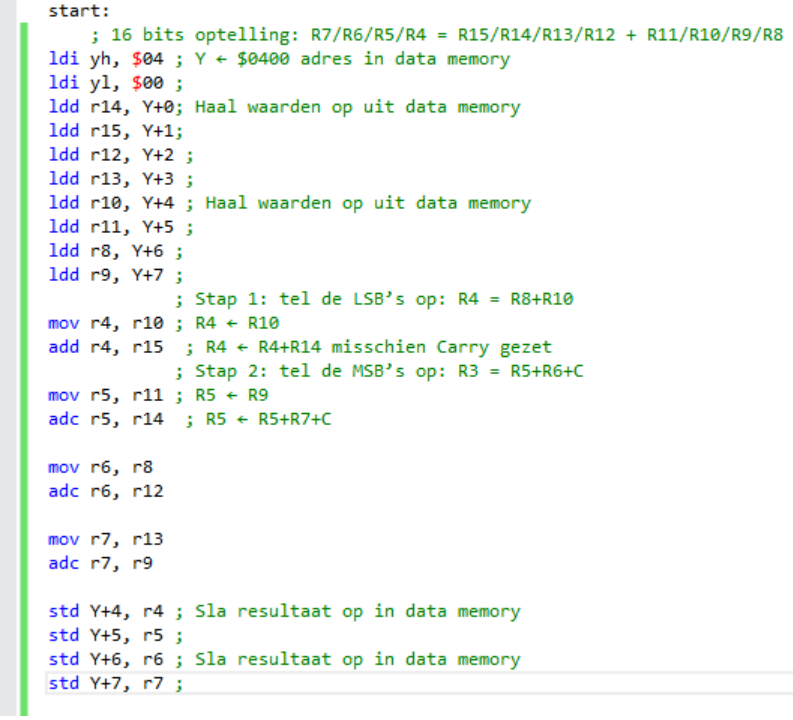 start:
; 16 bits optelling: R7/R6/R5/R4 = R15/R14/R13/R12 + R11/R10/R9/R8
ldi yh, $04 ; Y ← $0400 adres in data memory
ldi yl, $00 ;
ldd r14, Y+0; Haal waarden op uit data memory
ldd r15, Y+1;
ldd r12, Y+2 ;
ldd r13, Y+3 ;
ldd r10, Y+4 ; Haal waarden op uit data memory
ldd r11, Y+5 ;
ldd r8, Y+6 ;
ldd r9, Y+7 ;
; Stap 1: tel de LSB’s op: R4 = R8+R10
mov r4, r10 ; R4 ← R10
add r4, r15  ; R4 ← R4+R14 misschien Carry gezet
; Stap 2: tel de MSB’s op: R3 = R5+R6+C
mov r5, r11 ; R5 ← R9
adc r5, r14  ; R5 ← R5+R7+C
mov r6, r8
adc r6, r12
mov r7, r13
adc r7, r9
std Y+4, r4 ; Sla resultaat op in data memory
std Y+5, r5 ;
std Y+6, r6 ; Sla resultaat op in data memory
std Y+7, r7 ;